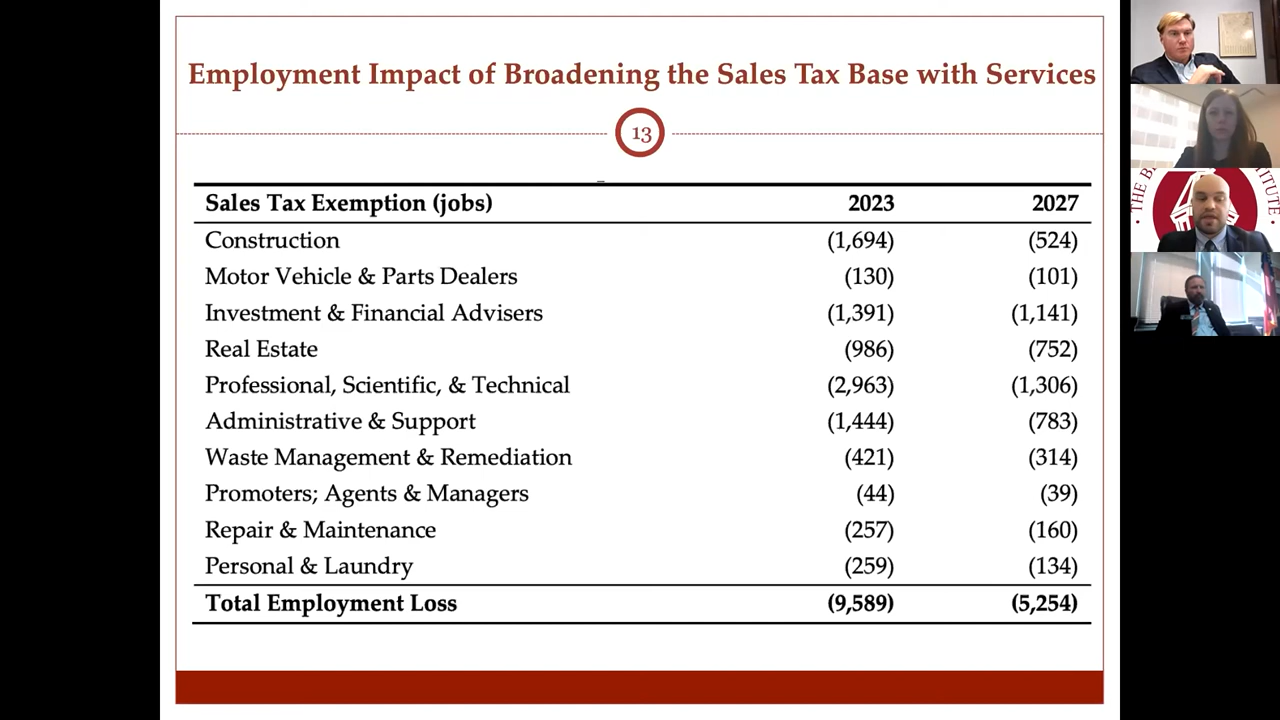 Employment Impact of Broadening the Sales Tax Base with Services
13
Sales Tax Exemption (jobs) 2023 2027
Construction (1,694) (524)
Motor Vehicle & Parts Dealers (130) (101)
Investment & Financial Advisers (1,391) (1,141)
Real Estate (986) (752)
Professional, Scientific, & Technical (2,963) (1,306)
Administrative & Support (1,444) (783)
Waste Management & Remediation (421) (314)
Promoters; Agents & Managers (44) (39)
Repair & Maintenance (257) (160)
Personal & Laundry (259) (134)
Total Employment Loss (9,589) (5,254)
THE B
ITUTE